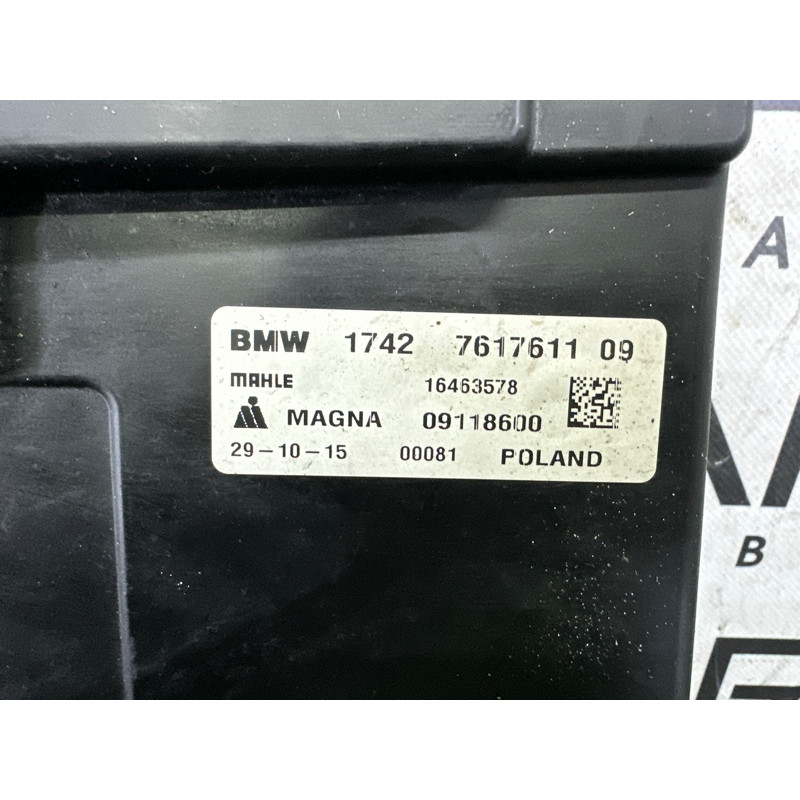 BMW 1742 7617611 09
MAHLE 16463578
MAGNA 09118600
29-10-15 00081 POLAND
A
B